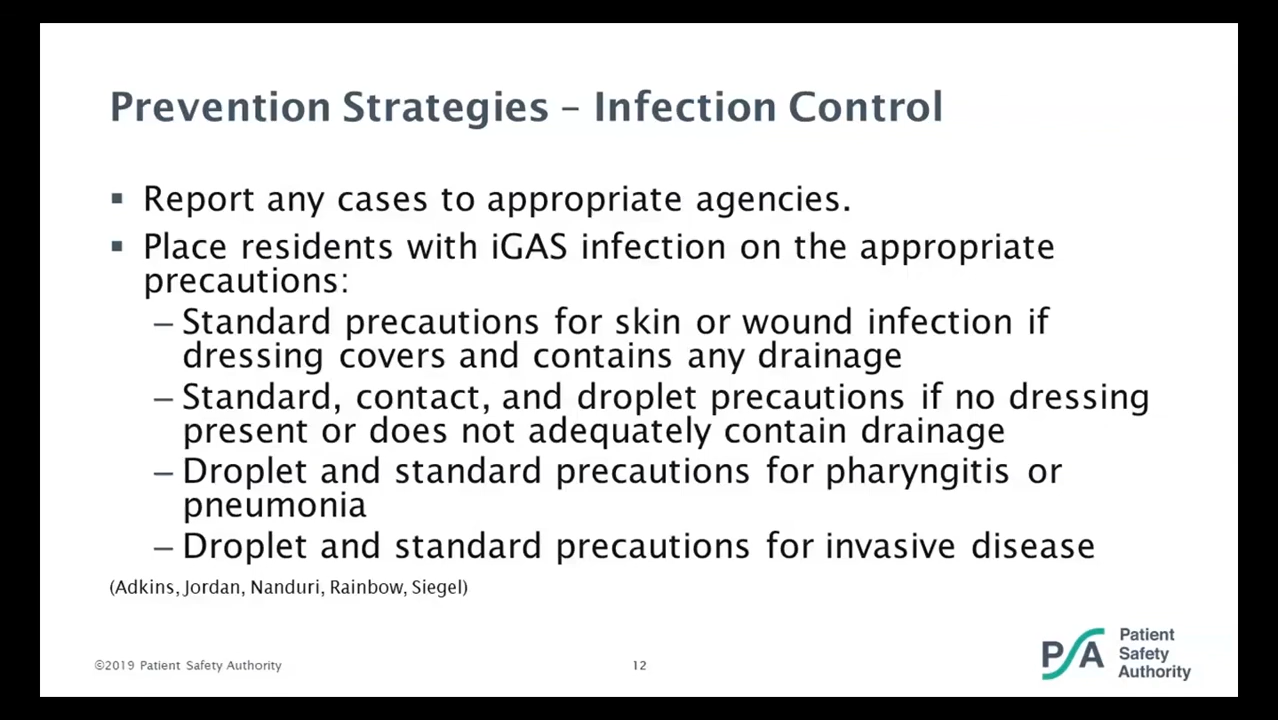 Prevention Strategies – Infection Control
▪ Report any cases to appropriate agencies.
▪ Place residents with iGAS infection on the appropriate
precautions:
– Standard precautions for skin or wound infection if
dressing covers and contains any drainage
– Standard, contact, and droplet precautions if no dressing
present or does not adequately contain drainage
– Droplet and standard precautions for pharyngitis or
pneumonia
– Droplet and standard precautions for invasive disease
(Adkins, Jordan, Nanduri, Rainbow, Siegel)
©2019 Patient Safety Authority
12
PSA
Patient
Safety
Authority